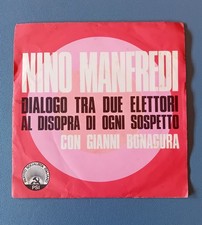 NINO MANFREDI
DIALOGO TRA DUE ELETTORI
AL DISOPRA DI OGNI SOSPETTO
CON GIANNI BONAGURA
PSI